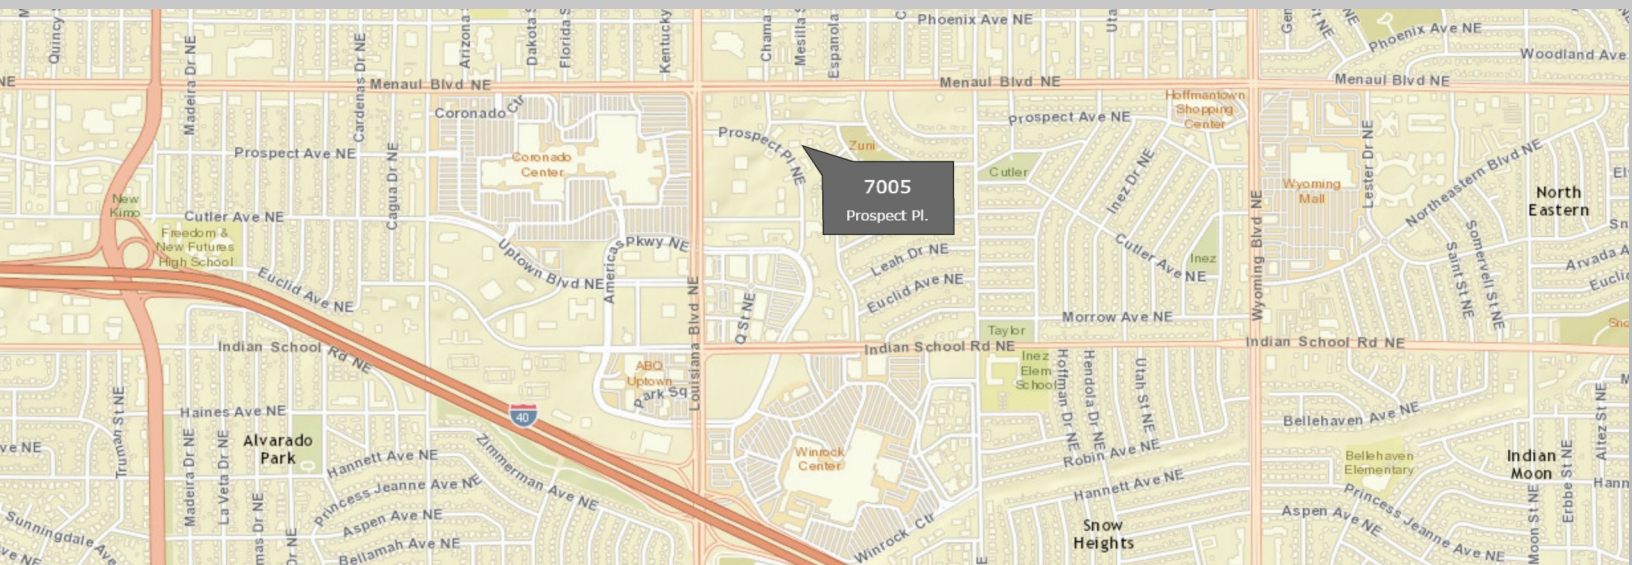 Quincy
Madeira Dr NE
Cardenas Dr NE
Arizona
Dakota
Florida
Kentucky
Mesilla
Espanola
Phoenix Ave NE
Phoenix Ave NE
Woodland Ave
NE
Menaul Blvd NE
Menaul Blvd NE
Menaul Blvd NE
Coronado Ctr
Prospect Ave NE
Cagua Dr NE
Coronado
Center
Prospect Pl NE
Zuni
7005
Prospect Pl.
Prospect Ave NE
Hoffmantown
Shopping
Center
Cutler
Inez Dr NE
Wyoming
Mall
Lester Dr NE
Northeastern Blvd NE
North
Eastern
New
Kimo
Cutler Ave NE
Freedom &
New Futures
High School
Uptown Blvd NE
Americas Pkwy NE
Leah Dr NE
Cutler Ave NE
Inez
Wyoming Blvd NE
Saint St NE
Somervell St NE
Arvada A
Euclid Ave NE
Euclid Ave NE
Louisiana Blvd NE
Q St NE
Morrow Ave NE
Indian School Rd NE
Indian School Rd NE
Indian School Rd NE
Taylor
Inez
Elem
School
ABQ
Uptown
Park Sq
Hoffman Dr NE
Hendola Dr NE
Utah St NE
Truman St NE
Haines Ave NE
40
Alvarado
Park
Madeira Dr NE
La Veta Dr NE
Hannett Ave NE
Princess Jeanne Ave NE
Aspen Ave NE
Bellamah Ave NE
Zimmerman Ave NE
Sunningdale Ave
Winrock
Center
Winrock Ctr
Robin Ave NE
Hannett Ave NE
Snow
Heights
Bellehaven Ave NE
Bellehaven
Elementary
Princess Jeanne Ave NE
Aspen Ave NE
Indian
Moon
Moon St NE
Erbbe St NE
Altez St NE
Hann